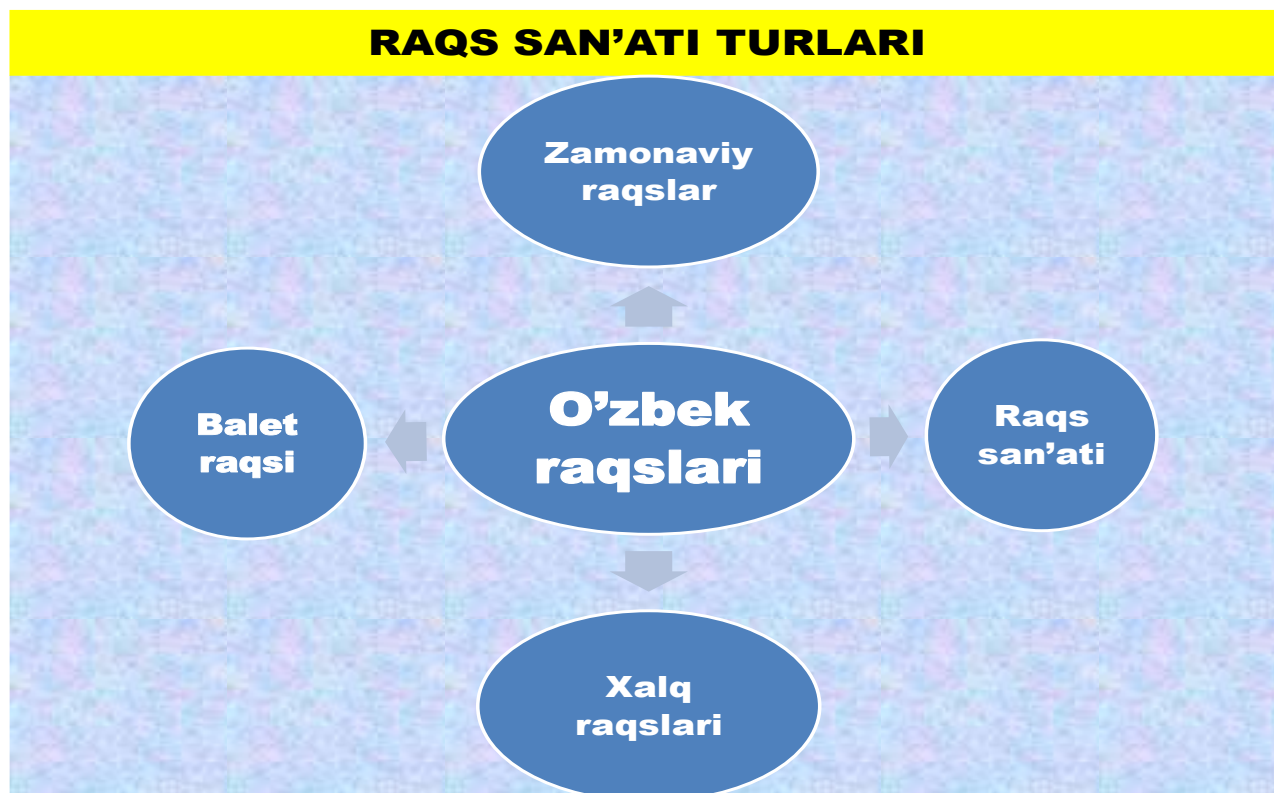 RAQS SAN’ATI TURLARI
Zamonaviy
raqslar
Balet
raqsi
O’zbek
raqslari
Raqs
san’ati
Xalq
raqslari